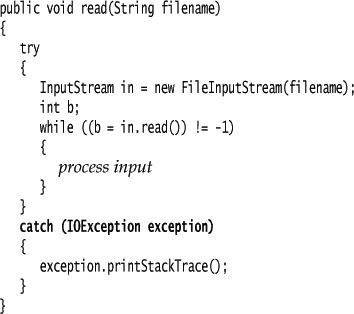 public void read(String filename)
{
try
{
InputStream in = new FileInputStream(filename);
int b;
while ((b = in.read()) != -1)
{
process input
}
}
catch (IOException exception)
{
exception.printStackTrace();
}
}